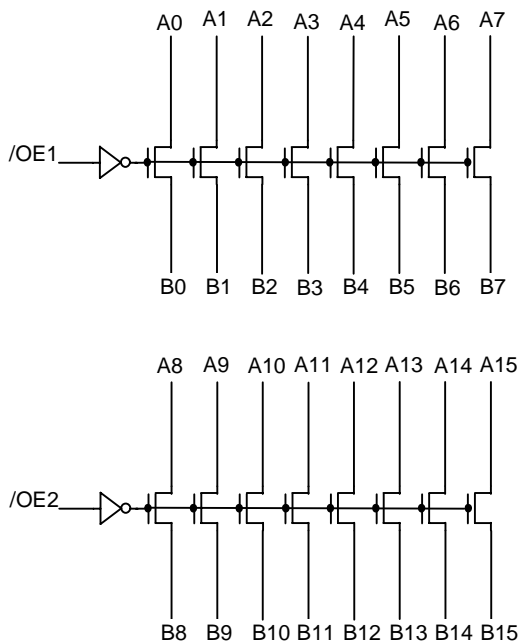 A0 A1 A2 A3 A4 A5 A6 A7
/OE1
B0 B1 B2 B3 B4 B5 B6 B7
A8 A9 A10 A11 A12 A13 A14 A15
/OE2
B8 B9 B10 B11 B12 B13 B14 B15